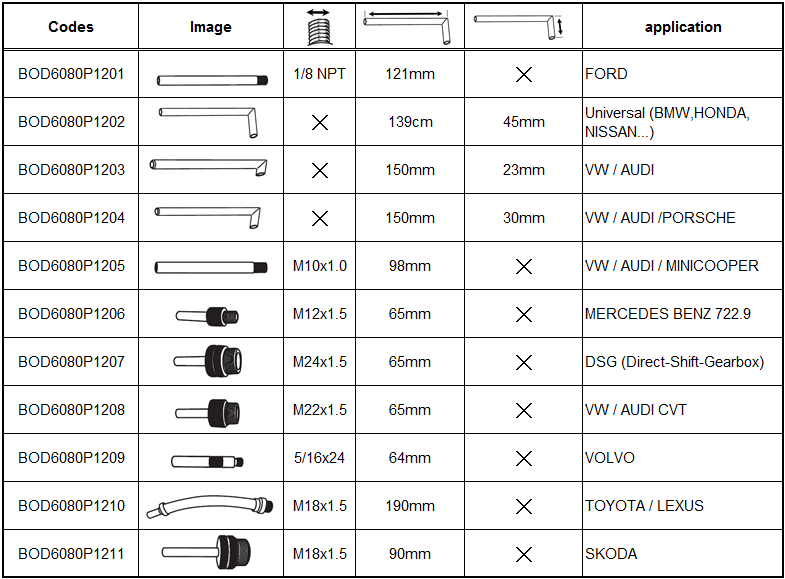 Codes Image application
BOD6080P1201 1/8 NPT 121mm FORD
BOD6080P1202 139cm 45mm Universal (BMW,HONDA,
NISSAN...)
BOD6080P1203 150mm 23mm VW / AUDI
BOD6080P1204 150mm 30mm VW / AUDI /PORSCHE
BOD6080P1205 M10x1.0 98mm VW / AUDI / MINICOOPER
BOD6080P1206 M12x1.5 65mm MERCEDES BENZ 722.9
BOD6080P1207 M24x1.5 65mm DSG (Direct-Shift-Gearbox)
BOD6080P1208 M22x1.5 65mm VW / AUDI CVT
BOD6080P1209 5/16x24 64mm VOLVO
BOD6080P1210 M18x1.5 190mm TOYOTA / LEXUS
BOD6080P1211 M18x1.5 90mm SKODA